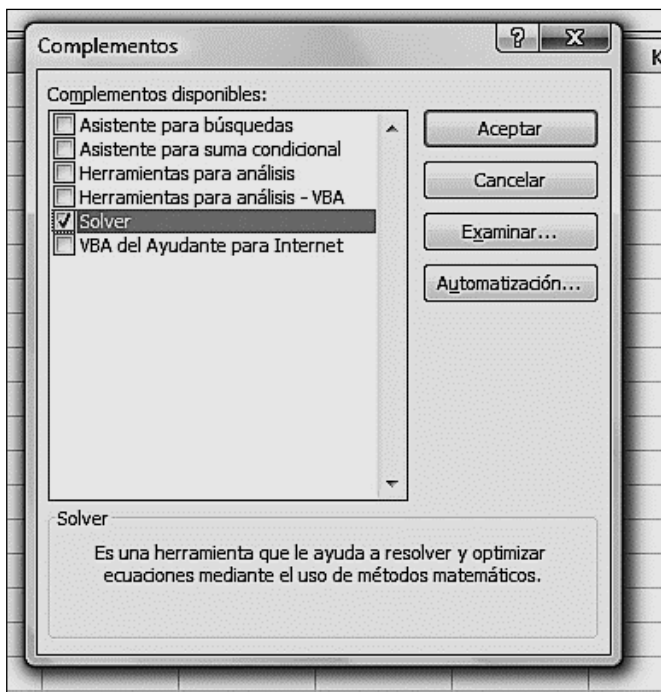 Complementos
K
Complementos disponibles:
Asistente para búsquedas
Asistente para suma condicional
Herramientas para análisis
Herramientas para análisis - VBA
Solver
VBA del Ayudante para Internet
Aceptar
Cancelar
Examinar...
Automatización...
Solver
Es una herramienta que le ayuda a resolver y optimizar
ecuaciones mediante el uso de métodos matemáticos.